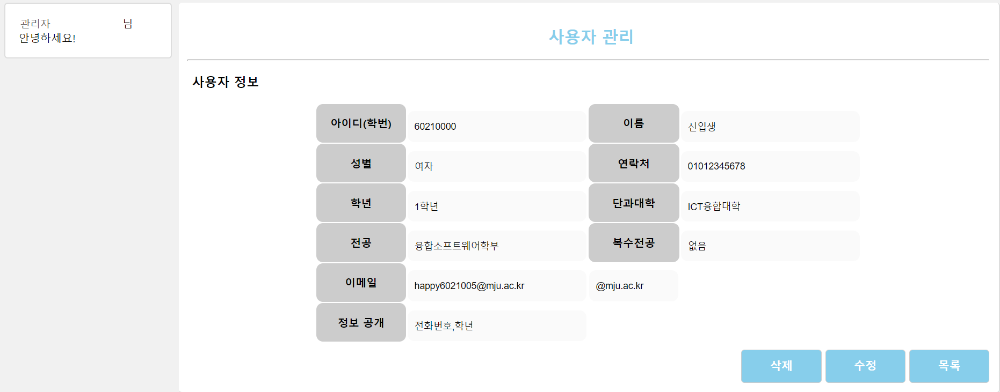 관리자 님
안녕하세요!
사용자 관리
사용자 정보
아이디(학번) 60210000 이름 신입생
성별 여자 연락처 01012345678
학년 1학년 단과대학 ICT융합대학
전공 융합소프트웨어학부 복수전공 없음
이메일 happy6021005@mju.ac.kr @mju.ac.kr
정보 공개 전화번호,학년
삭제 수정 목록